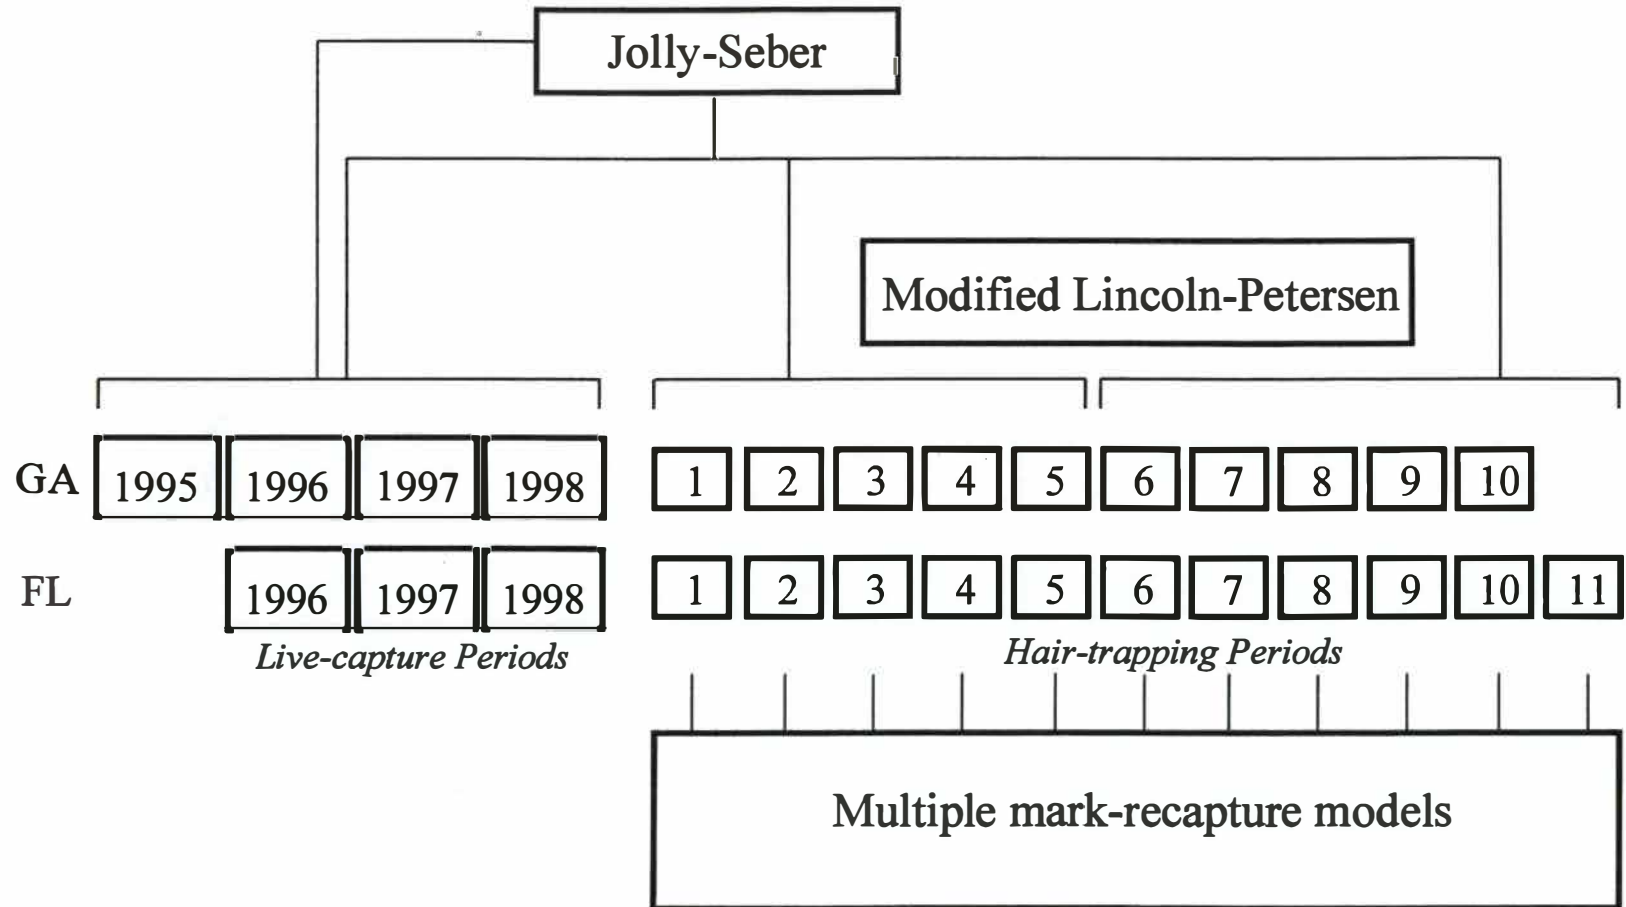 Jolly-Seber
Modified Lincoln-Petersen
GA 1995 1996 1997 1998 1 2 3 4 5 6 7 8 9 10
FL 1996 1997 1998 1 2 3 4 5 6 7 8 9 10 11
Live-capture Periods Hair-trapping Periods
Multiple mark-recapture models